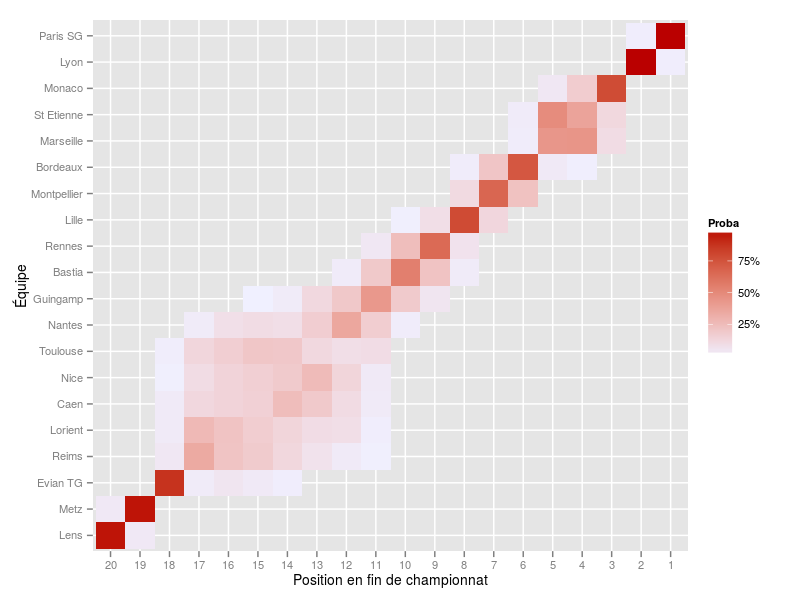 Paris SG
Lyon
Monaco
St Etienne
Marseille
Bordeaux
Montpellier
Lille
Rennes
Bastia
Guingamp
Nantes
Toulouse
Nice
Caen
Lorient
Reims
Evian TG
Metz
Lens
Équipe
20 19 18 17 16 15 14 13 12 11 10 9 8 7 6 5 4 3 2 1
Position en fin de championnat
Proba
75%
50%
25%